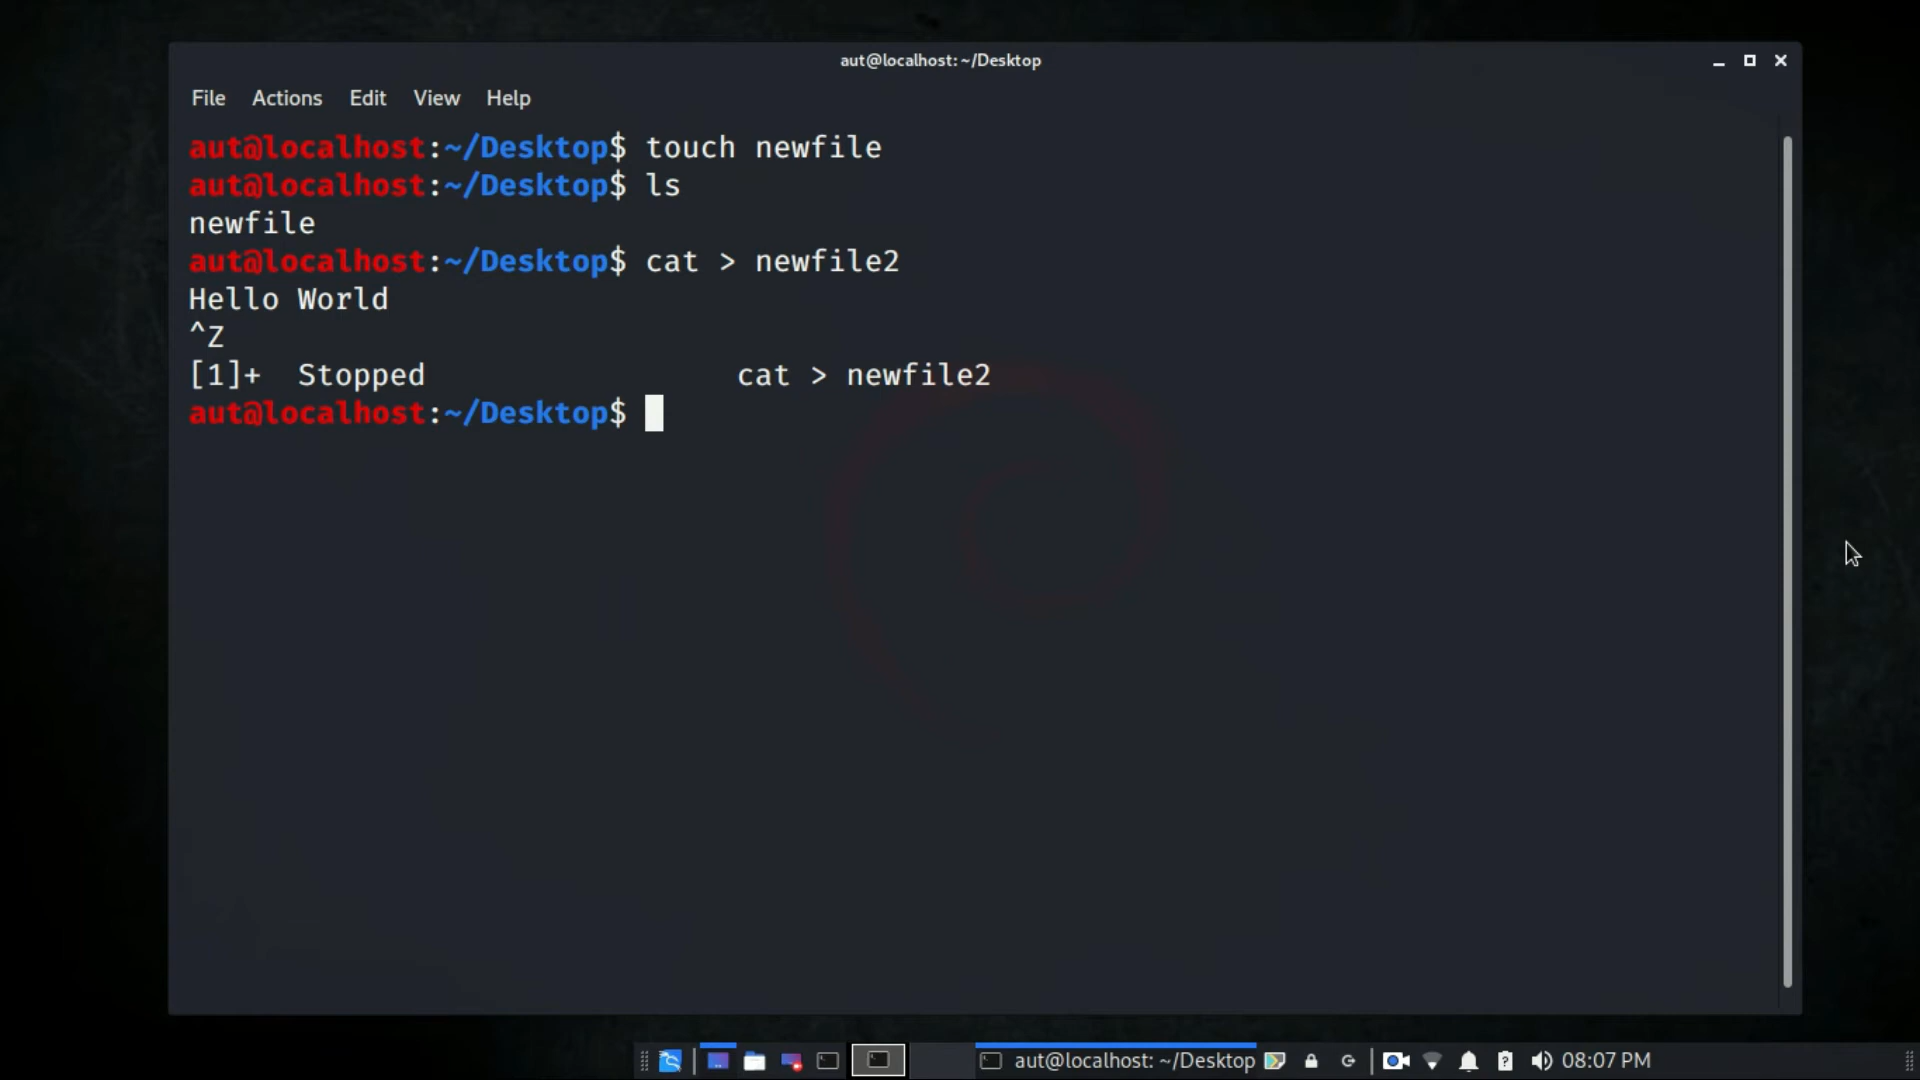 aut@localhost: ~/Desktop
File Actions Edit View Help
aut@localhost:~/Desktop$ touch newfile
aut@localhost:~/Desktop$ ls
newfile
aut@localhost:~/Desktop$ cat > newfile2
Hello World
^Z
[1]+  Stopped                 cat > newfile2
aut@localhost:~/Desktop$
aut@localhost: ~/Desktop 08:07 PM